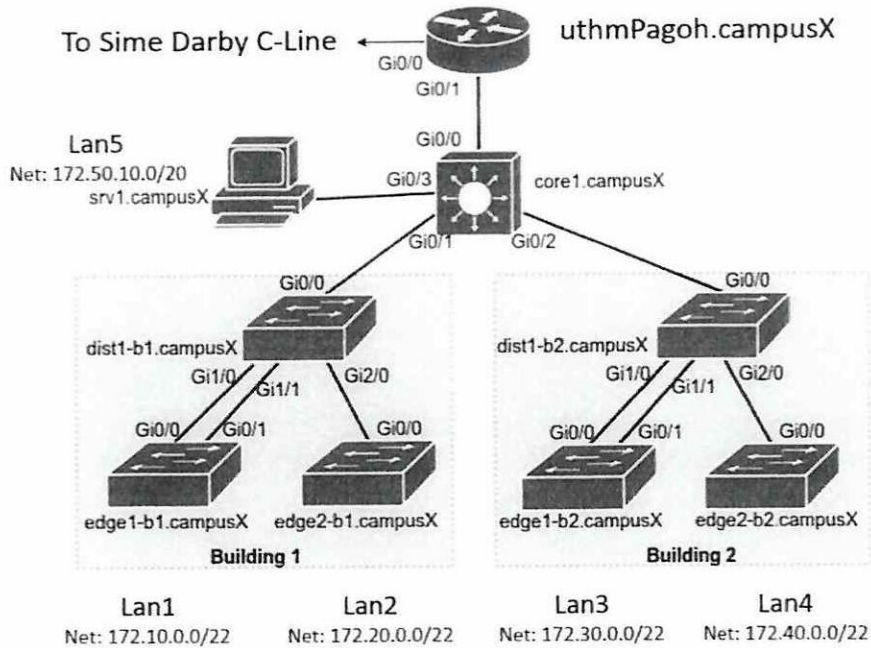 To Sime Darby C-Line
uthmPagoh.campusX
Gi0/0
Gi0/1
Gi0/0
Lan5
Net: 172.50.10.0/20
srv1.campusX
Gi0/3
core1.campusX
Gi0/1
Gi0/2
Gi0/0
Gi0/0
dist1-b1.campusX
dist1-b2.campusX
Gi1/0
Gi1/1
Gi2/0
Gi1/0
Gi1/1
Gi2/0
Gi0/0
Gi0/1
Gi0/0
Gi0/0
Gi0/1
Gi0/0
edge1-b1.campusX
edge2-b1.campusX
edge1-b2.campusX
edge2-b2.campusX
Building 1
Building 2
Lan1
Lan2
Lan3
Lan4
Net: 172.10.0.0/22
Net: 172.20.0.0/22
Net: 172.30.0.0/22
Net: 172.40.0.0/22